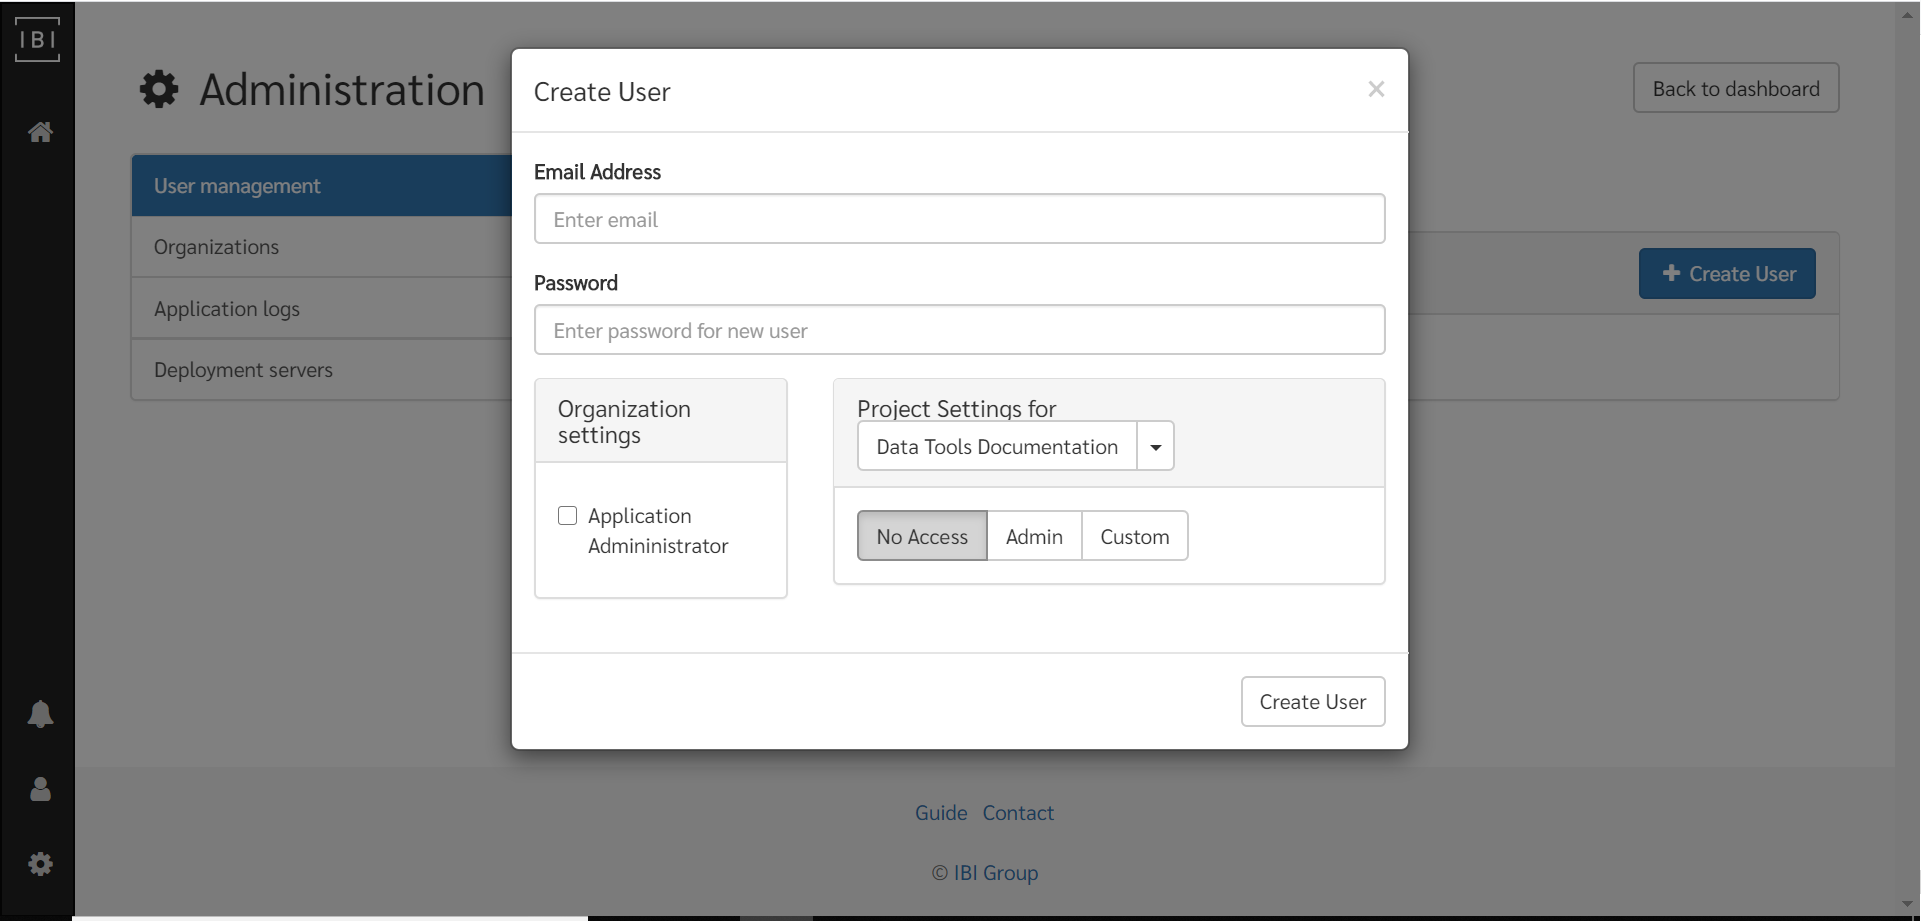 IBI
Administration
Back to dashboard
User management
Organizations
Application logs
Deployment servers
Create User
Create User
×
Email Address
Enter email
Password
Enter password for new user
Organization
settings
Application
Admininistrator
Project Settings for
Data Tools Documentation
No Access Admin Custom
Create User
Guide Contact
© IBI Group